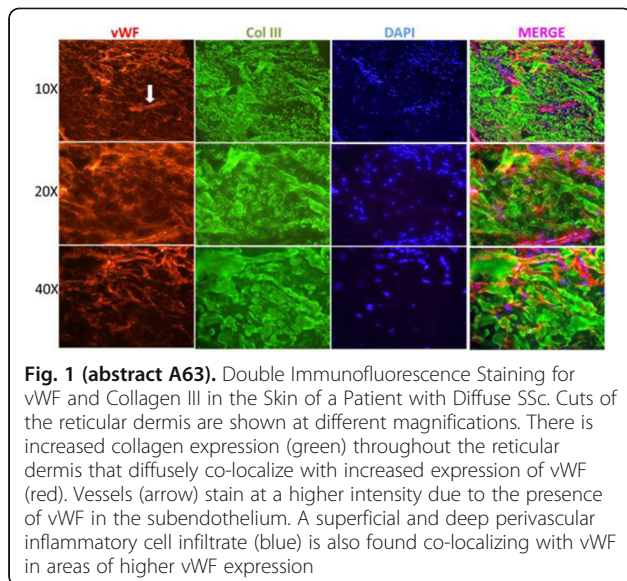 vWF Col III DAPI MERGE
10X
20X
40X
Fig. 1 (abstract A63). Double Immunofluorescence Staining for
vWF and Collagen III in the Skin of a Patient with Diffuse SSc. Cuts of
the reticular dermis are shown at different magnifications. There is
increased collagen expression (green) throughout the reticular
dermis that diffusely co-localize with increased expression of vWF
(red). Vessels (arrow) stain at a higher intensity due to the presence
of vWF in the subendothelium. A superficial and deep perivascular
inflammatory cell infiltrate (blue) is also found co-localizing with vWF
in areas of higher vWF expression